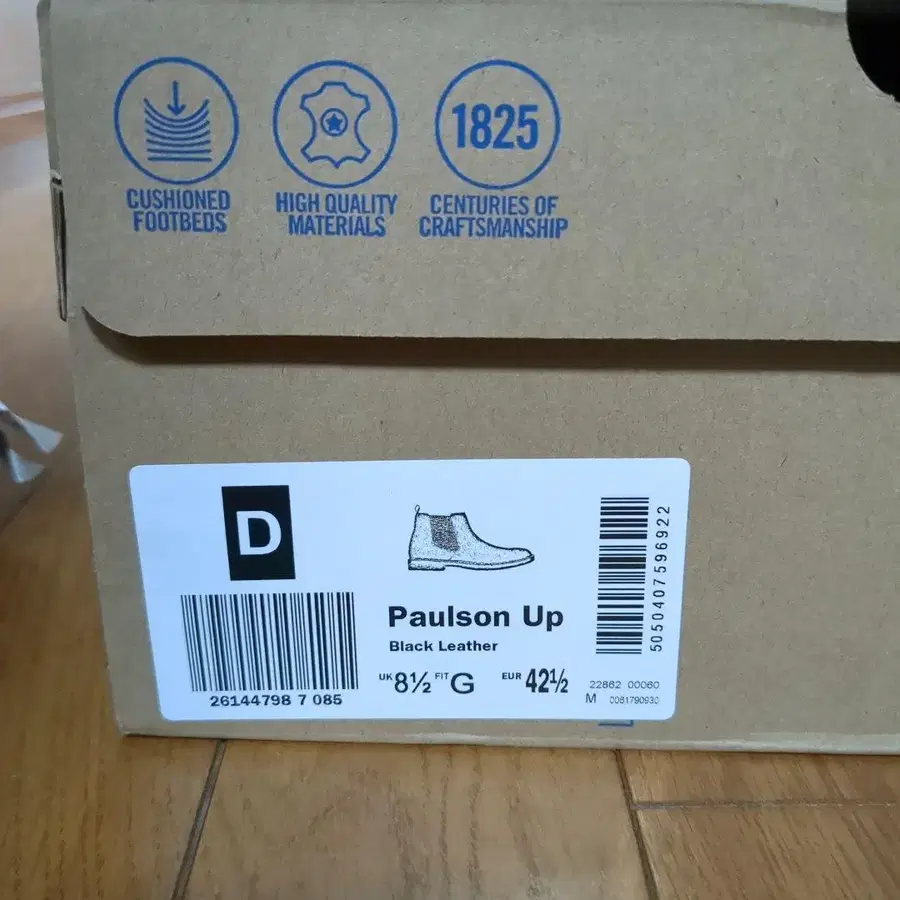 CUSHIONED
FOOTBEDS
HIGH QUALITY
MATERIALS
1825
CENTURIES OF
CRAFTSMANSHIP
D
26144798 7 085
Paulson Up
Black Leather
UK 8½ FIT G EUR 42½
5050407596922
22862 00060
M 0081790930